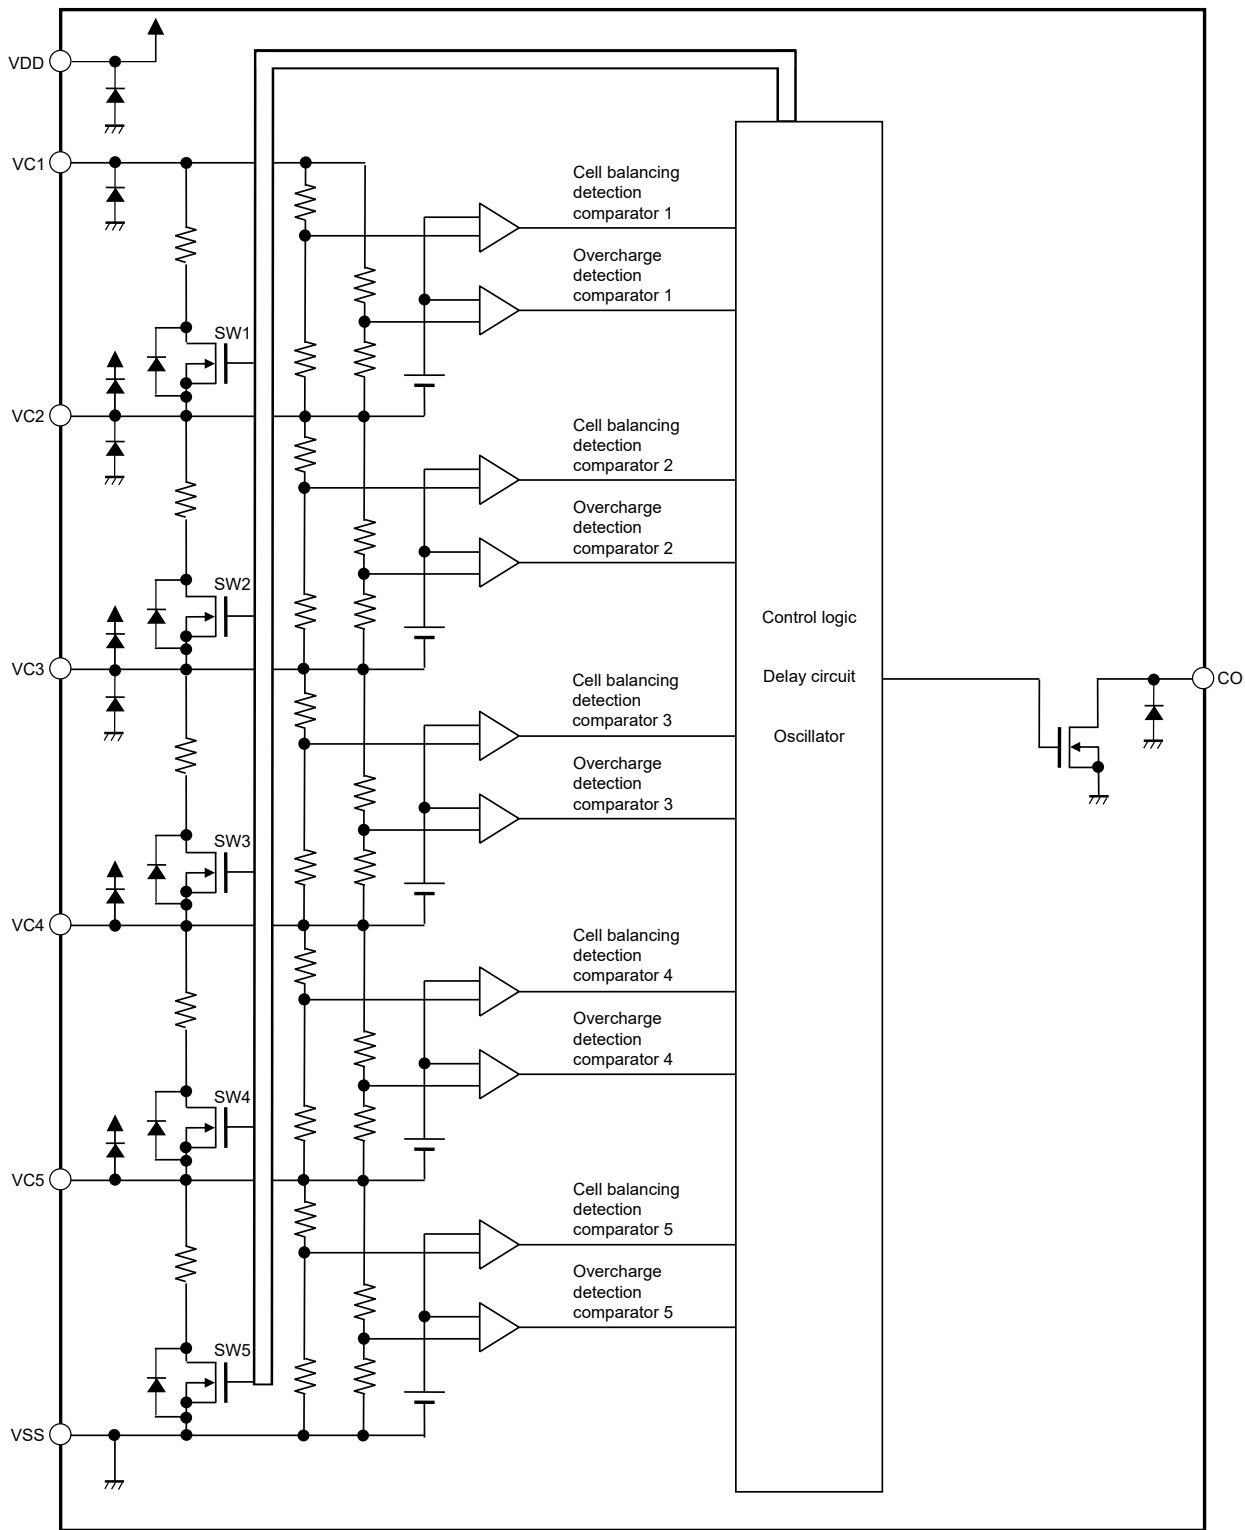 VDD
VC1
Cell balancing
detection
comparator 1
Overcharge
detection
comparator 1
SW1
VC2
Cell balancing
detection
comparator 2
Overcharge
detection
comparator 2
SW2
Control logic
VC3
Delay circuit
CO
Cell balancing
detection
comparator 3
Oscillator
Overcharge
detection
comparator 3
SW3
VC4
Cell balancing
detection
comparator 4
Overcharge
detection
comparator 4
SW4
VC5
Cell balancing
detection
comparator 5
Overcharge
detection
comparator 5
SW5
VSS